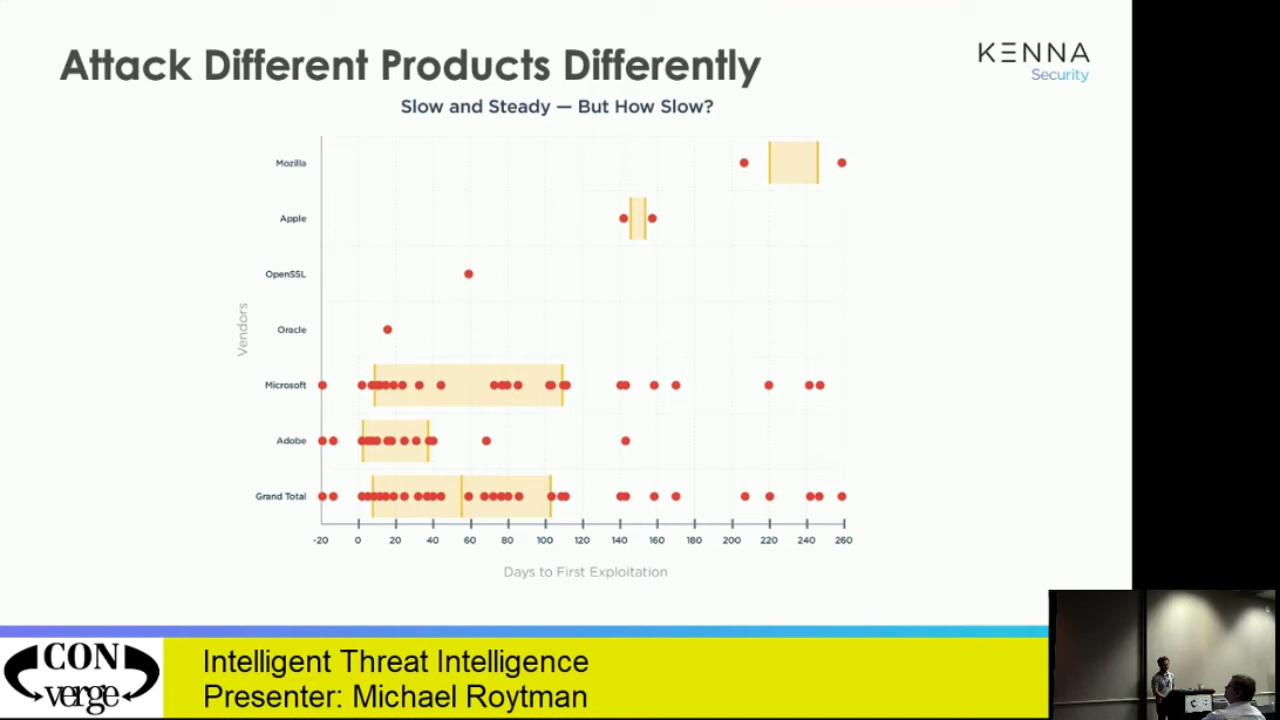 Attack Different Products Differently
KENNA
Security
Slow and Steady — But How Slow?
Vendors
Mozilla
Apple
OpenSSL
Oracle
Microsoft
Adobe
Grand Total
-20 0 20 40 60 80 100 120 140 160 180 200 220 240 260
Days to First Exploitation
CON
verge
Intelligent Threat Intelligence
Presenter: Michael Roytman